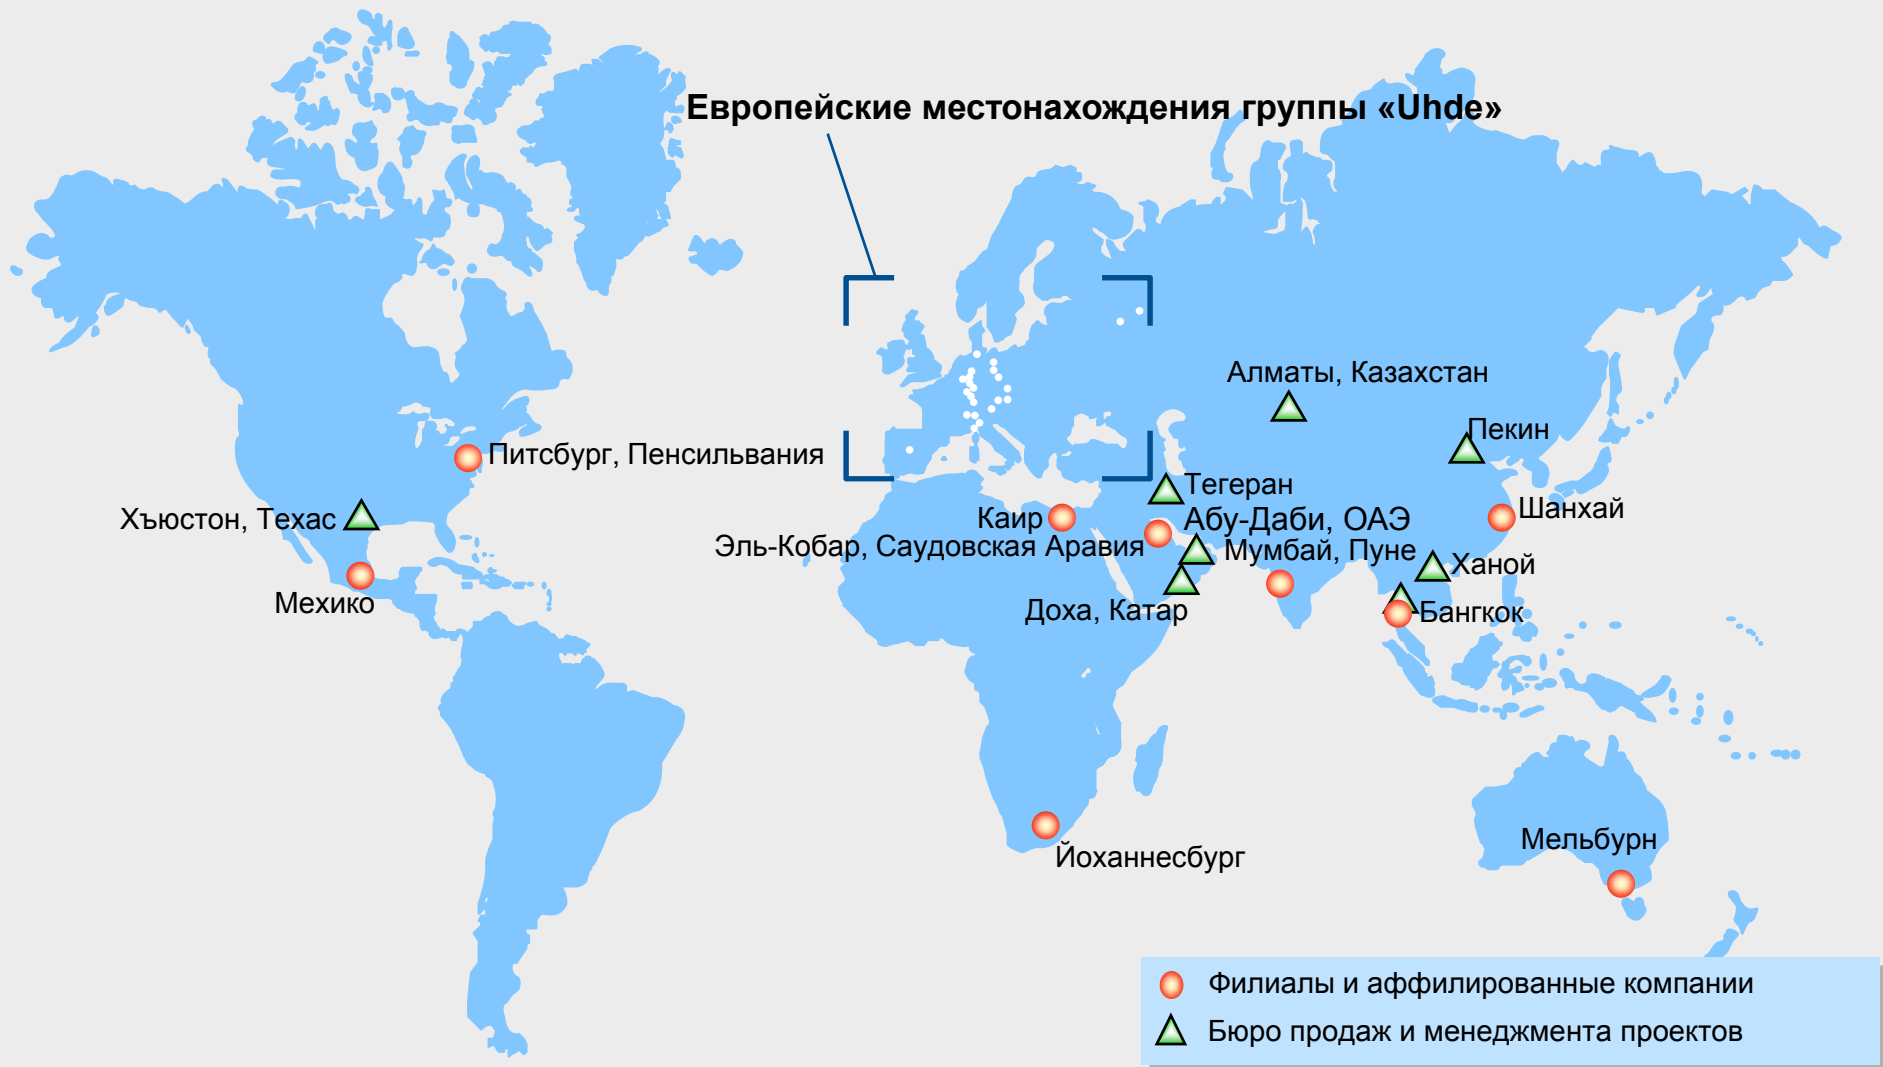 Европейские местонахождения группы «Uhde»
Алматы, Казахстан
Пекин
Питсбург, Пенсильвания
Тегеран
Хъюстон, Техас
Каир
Абу-Даби, ОАЭ
Шанхай
Эль-Кобар, Саудовская Аравия
Мумбай, Пуне
Ханой
Мехико
Доха, Катар
Бангкок
Мельбурн
Йоханнесбург
Филиалы и аффилированные компании
Бюро продаж и менеджмента проектов